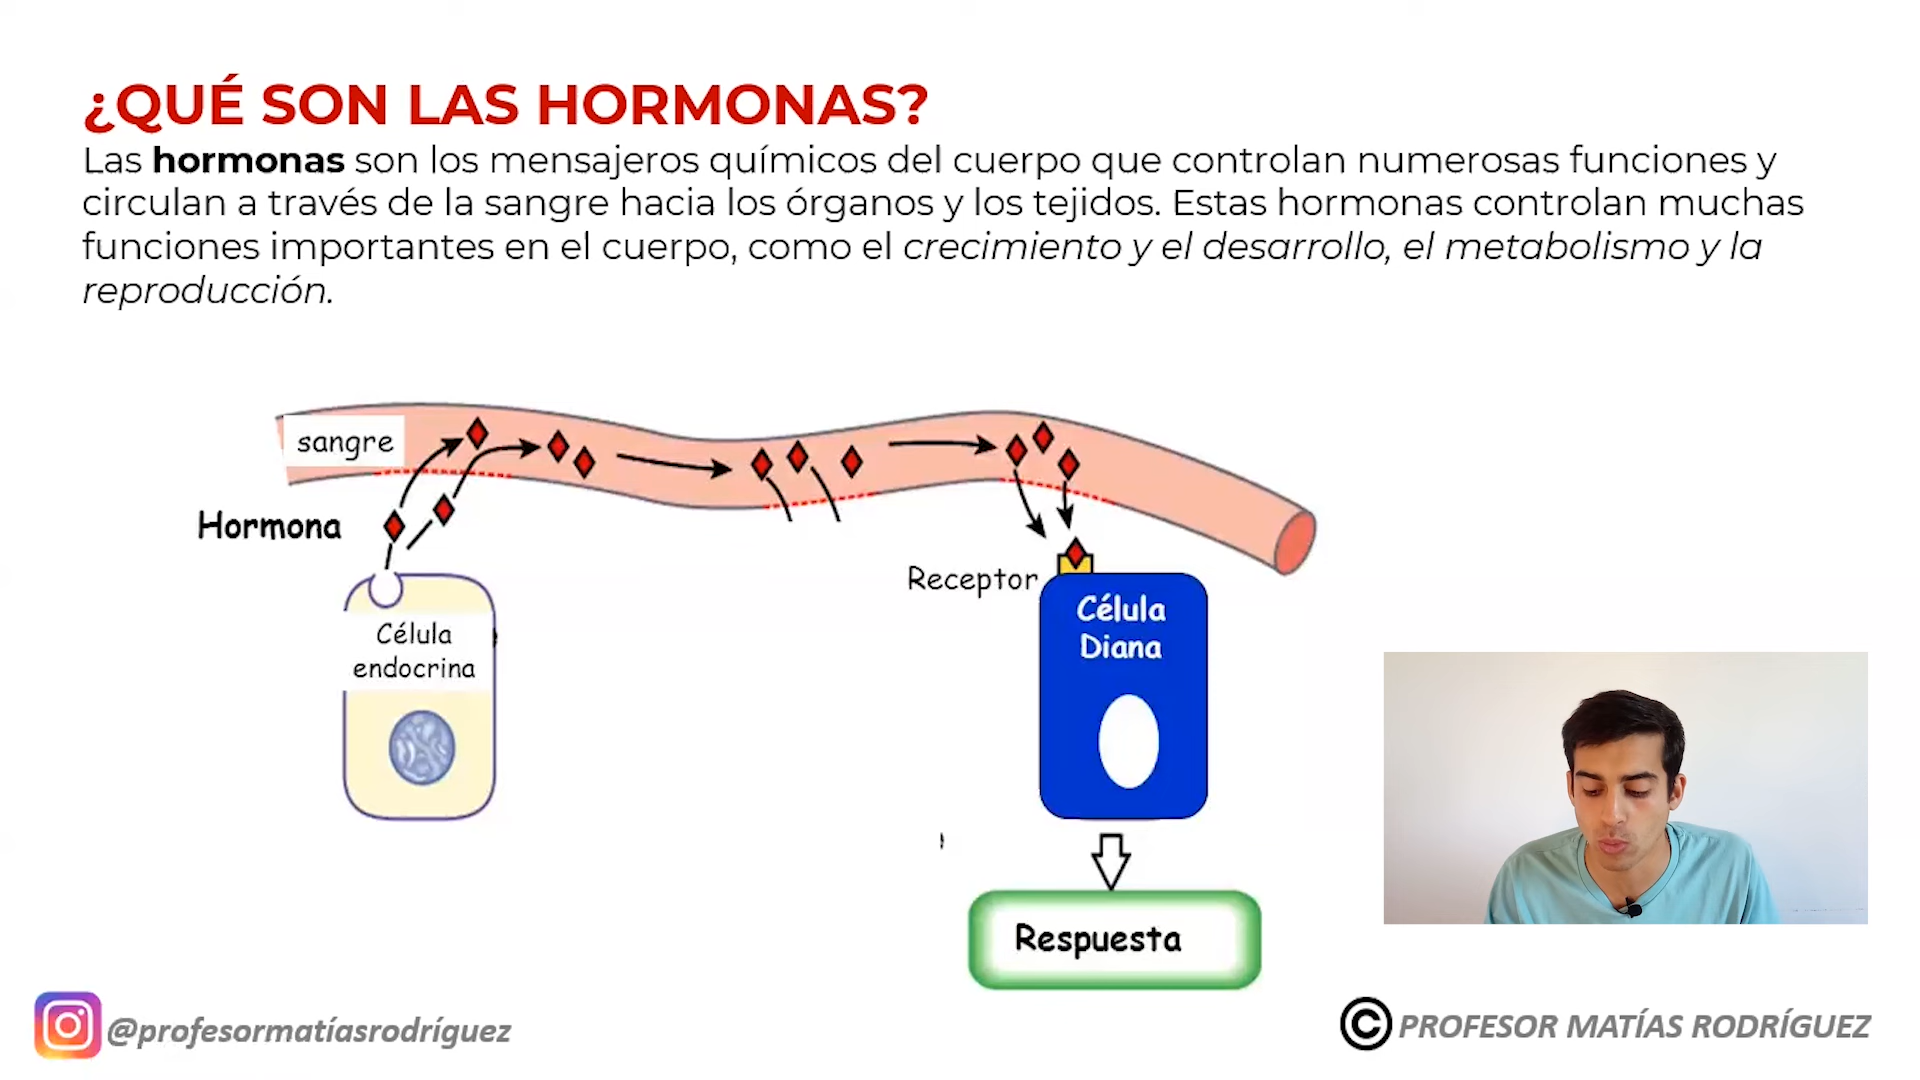 ¿QUÉ SON LAS HORMONAS?
Las hormonas son los mensajeros químicos del cuerpo que controlan numerosas funciones y
circulan a través de la sangre hacia los órganos y los tejidos. Estas hormonas controlan muchas
funciones importantes en el cuerpo, como el crecimiento y el desarrollo, el metabolismo y la
reproducción.
sangre
Hormona
Receptor
Célula
endocrina
Célula
Diana
Respuesta
@profesormatíasrodríguez
© PROFESOR MATÍAS RODRÍGUEZ